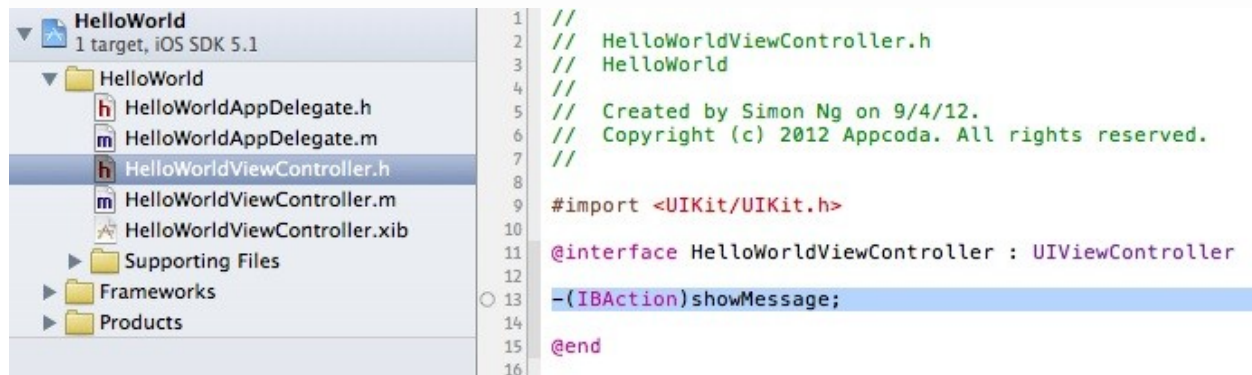 HelloWorld
1 target, iOS SDK 5.1
HelloWorld
h HelloWorldAppDelegate.h
m HelloWorldAppDelegate.m
h HelloWorldViewController.h
m HelloWorldViewController.m
HelloWorldViewController.xib
Supporting Files
Frameworks
Products
1 //
2 //  HelloWorldViewController.h
3 //  HelloWorld
4 //
5 //  Created by Simon Ng on 9/4/12.
6 //  Copyright (c) 2012 Appcoda. All rights reserved.
7 //
8
9 #import <UIKit/UIKit.h>
10
11 @interface HelloWorldViewController : UIViewController
12
13 -(IBAction)showMessage;
14
15 @end
16